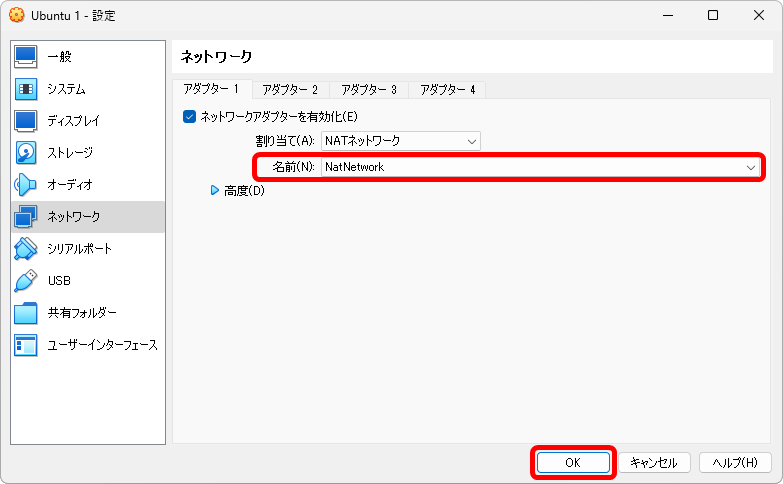 Ubuntu 1 - 設定
一般
システム
ディスプレイ
ストレージ
オーディオ
ネットワーク
シリアルポート
USB
共有フォルダー
ユーザーインターフェース
ネットワーク
アダプター 1 アダプター 2 アダプター 3 アダプター 4
ネットワークアダプターを有効化(E)
割り当て(A): NATネットワーク
名前(N): NatNetwork
高度(D)
OK キャンセル ヘルプ(H)